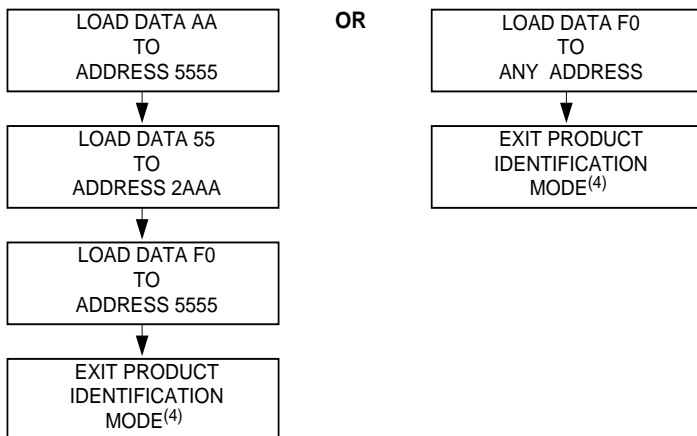 LOAD DATA AA
TO
ADDRESS 5555
LOAD DATA 55
TO
ADDRESS 2AAA
LOAD DATA F0
TO
ADDRESS 5555
EXIT PRODUCT
IDENTIFICATION
MODE(4)
OR
LOAD DATA F0
TO
ANY ADDRESS
EXIT PRODUCT
IDENTIFICATION
MODE(4)